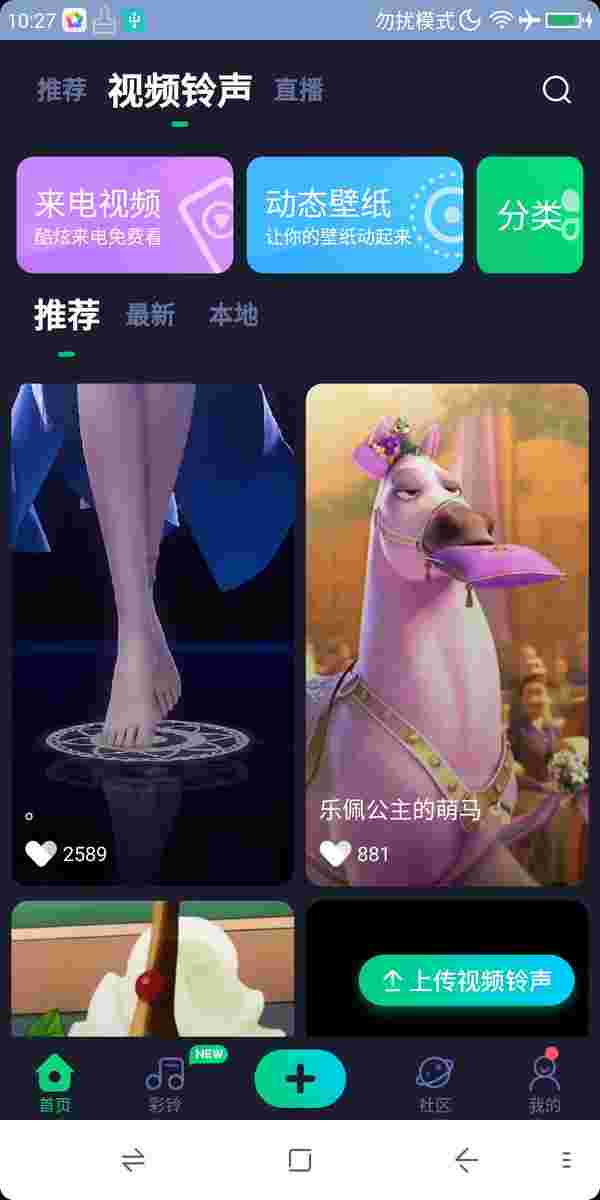 10:27 勿扰模式
推荐 视频铃声 直播
来电视频
酷炫来电免费看
动态壁纸
让你的壁纸动起来
分类
推荐 最新 本地
。
2589
乐佩公主的萌马
881
上传视频铃声
NEW
首页 彩铃 社区 我的